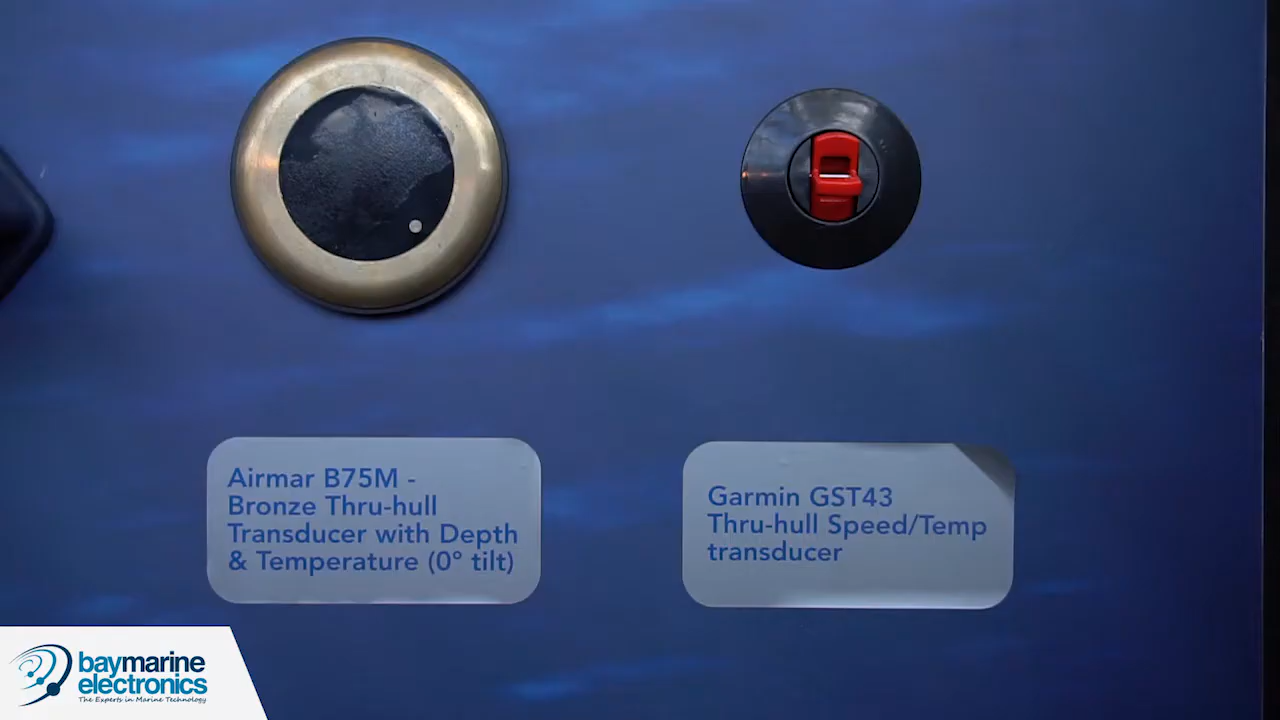 Airmar B75M -
Bronze Thru-hull
Transducer with Depth
& Temperature (0° tilt)
Garmin GST43
Thru-hull Speed/Temp
transducer
baymarine
electronics
The Experts in Marine Technology